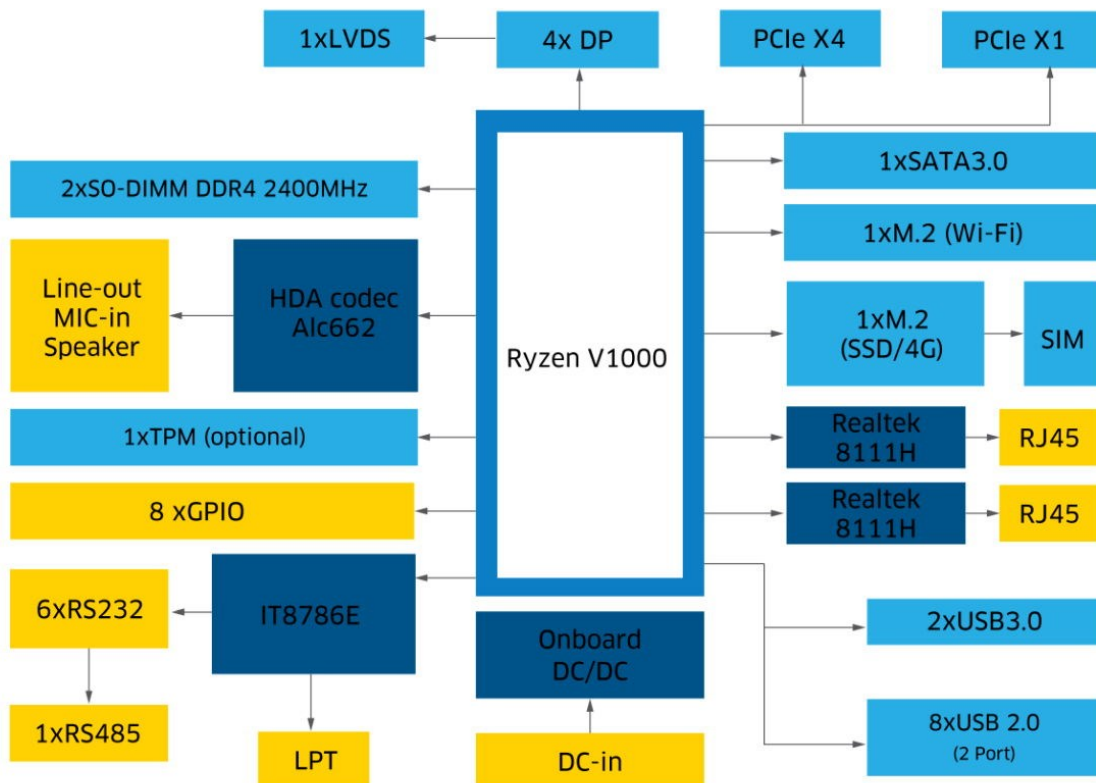 1xLVDS
4x DP
PCIe X4
PCIe X1
2xSO-DIMM DDR4 2400MHz
1xSATA3.0
1xM.2 (Wi-Fi)
Line-out
MIC-in
Speaker
HDA codec
Alc662
Ryzen V1000
1xM.2
(SSD/4G)
SIM
1xTPM (optional)
Realtek
8111H
RJ45
8 xGPIO
Realtek
8111H
RJ45
6xRS232
IT8786E
Onboard
DC/DC
2xUSB3.0
1xRS485
LPT
DC-in
8xUSB 2.0
(2 Port)